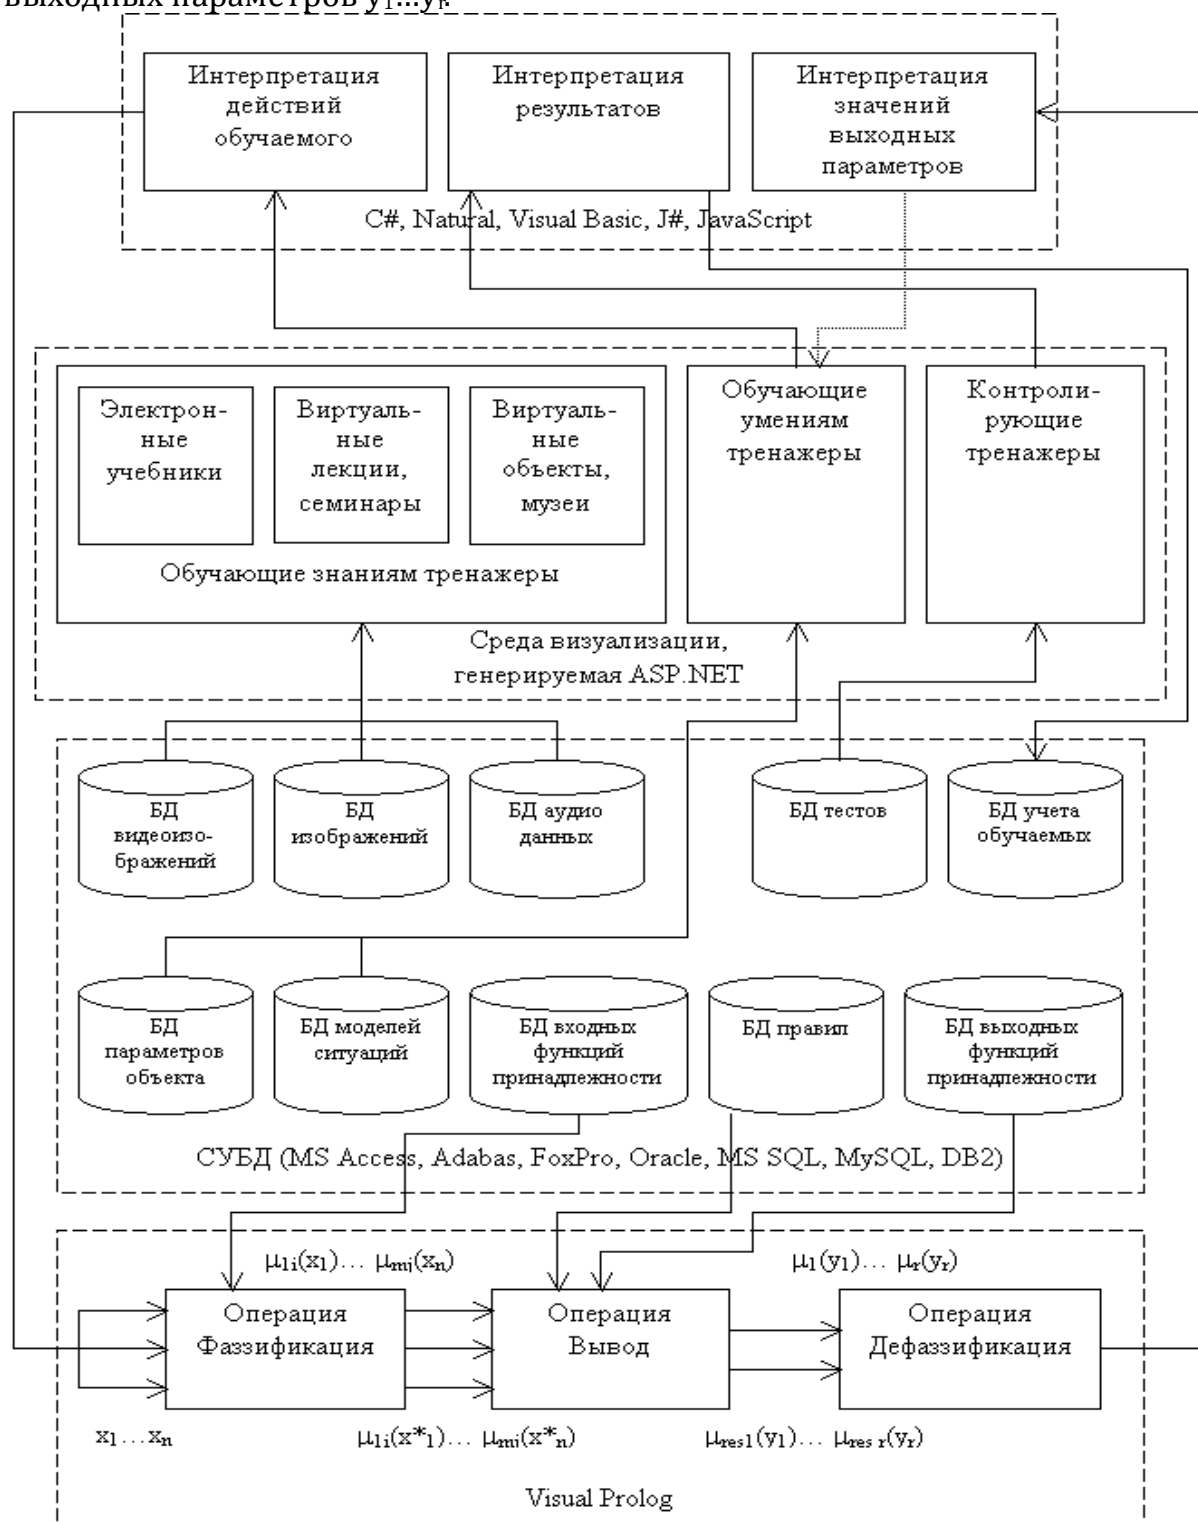 выходных параметров y₁...yᵣ.
Интерпретация
действий
обучаемого
Интерпретация
результатов
Интерпретация
значений
выходных
параметров
C#, Natural, Visual Basic, J#, JavaScript
Электрон-
ные
учебники
Виртуаль-
ные
лекции,
семинары
Виртуаль-
ные
объекты,
музеи
Обучающие знаниям тренажеры
Обучающие
умениям
тренажеры
Контроли-
рующие
тренажеры
Среда визуализации,
генерируемая ASP.NET
БД
видеоизо-
бражений
БД
изображений
БД аудио
данных
БД тестов
БД учета
обучаемых
БД
параметров
объекта
БД моделей
ситуаций
БД входных
функций
принадлежности
БД правил
БД выходных
функций
принадлежности
СУБД (MS Access, Adabas, FoxPro, Oracle, MS SQL, MySQL, DB2)
μ1i(x1)... μmj(xn)
μ1(y1)... μr(yr)
Операция
Фаззификация
Операция
Вывод
Операция
Дефаззификация
x1...xn
μ1i(x*1)... μmj(x*n)
μres1(y1)... μres r(yr)
Visual Prolog